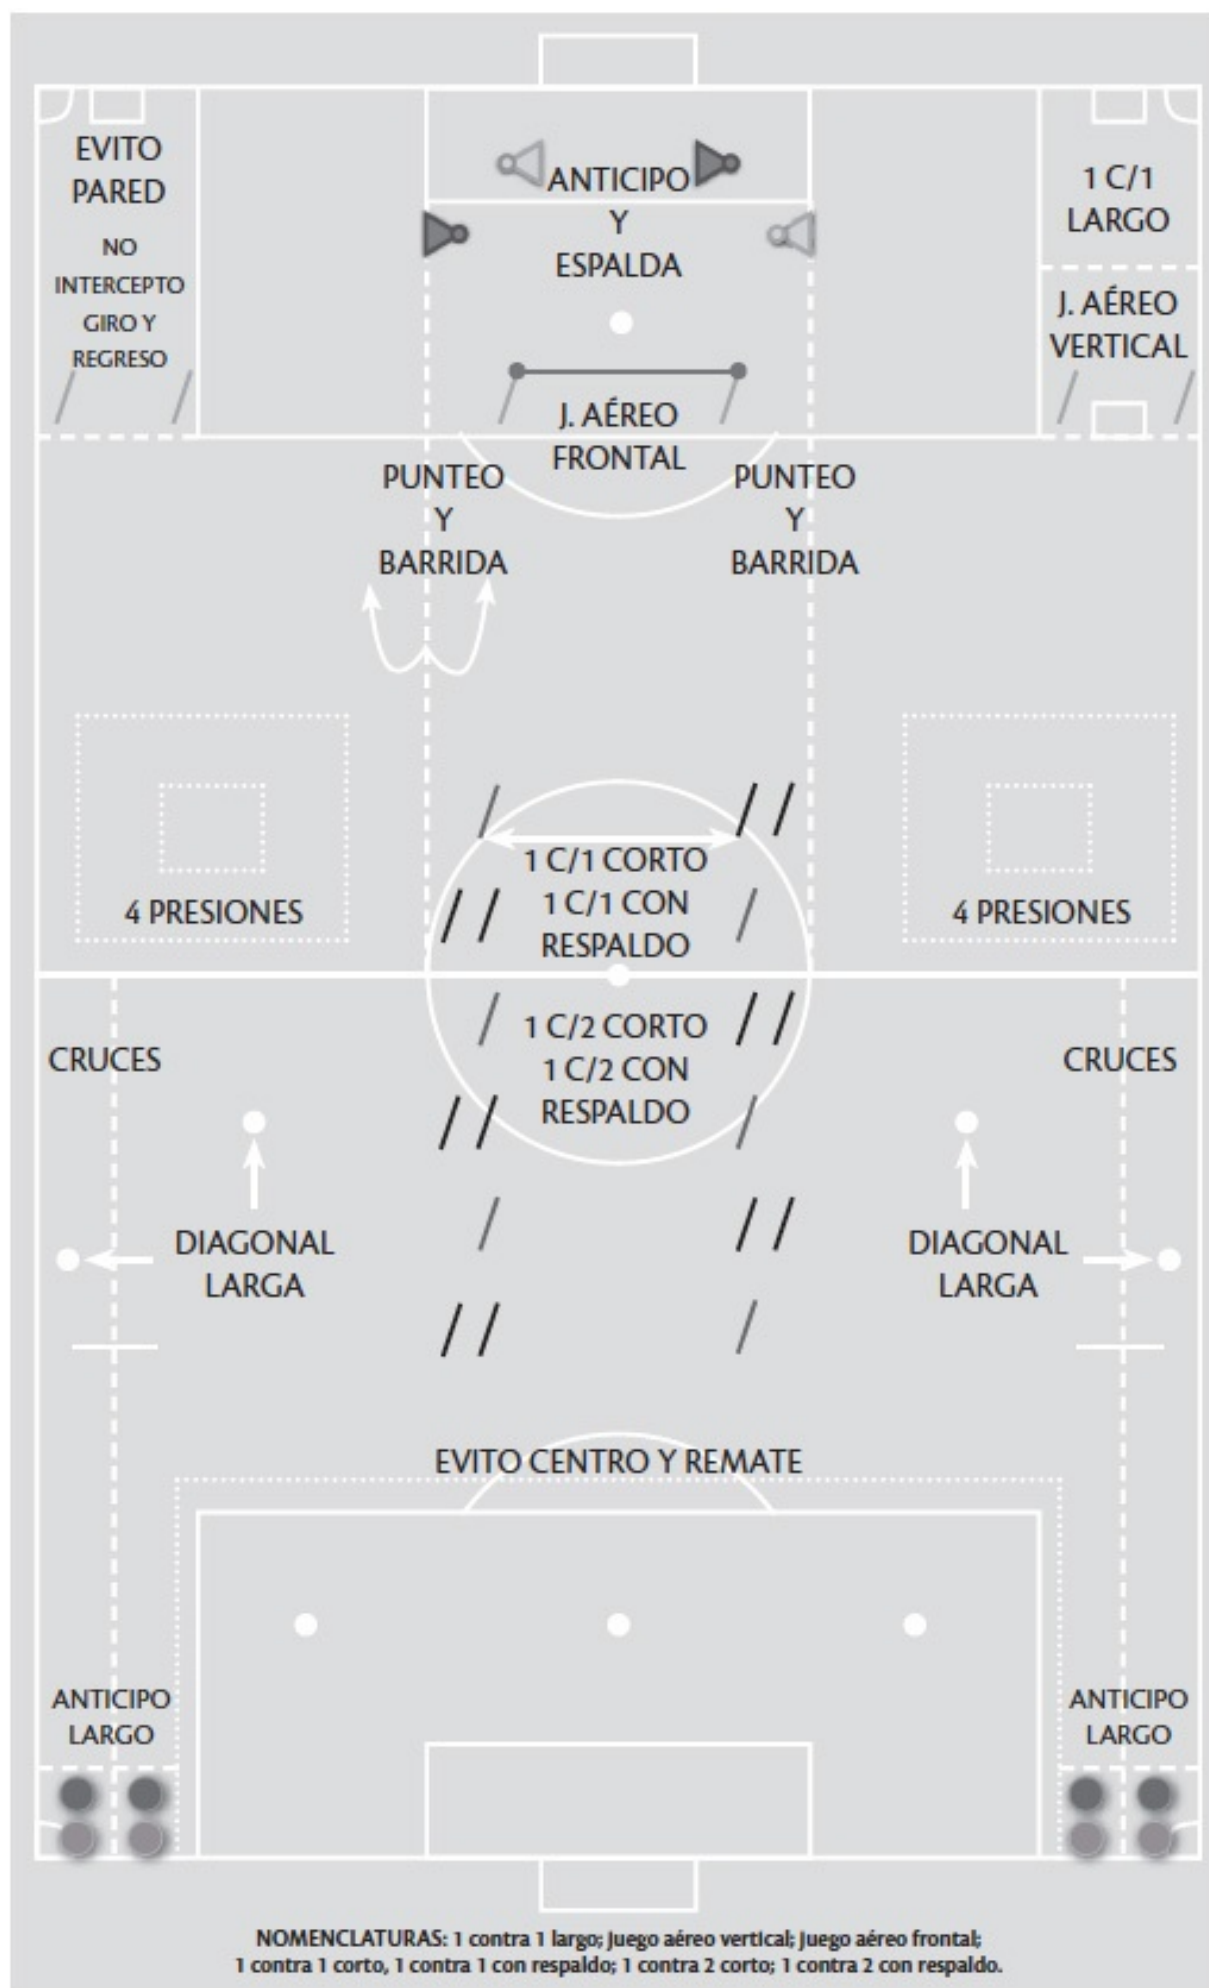 EVITO
PARED
NO
INTERCEPTO
GIRO Y
REGRESO
ANTICIPO
Y
ESPALDA
1 C/1
LARGO
J. AÉREO
VERTICAL
J. AÉREO
FRONTAL
PUNTEO
Y
BARRIDA
PUNTEO
Y
BARRIDA
4 PRESIONES
1 C/1 CORTO
1 C/1 CON
RESPALDO
4 PRESIONES
1 C/2 CORTO
1 C/2 CON
RESPALDO
CRUCES
CRUCES
DIAGONAL
LARGA
DIAGONAL
LARGA
EVITO CENTRO Y REMATE
ANTICIPO
LARGO
ANTICIPO
LARGO
NOMENCLATURAS: 1 contra 1 largo; juego aéreo vertical; juego aéreo frontal;
1 contra 1 corto, 1 contra 1 con respaldo; 1 contra 2 corto; 1 contra 2 con respaldo.